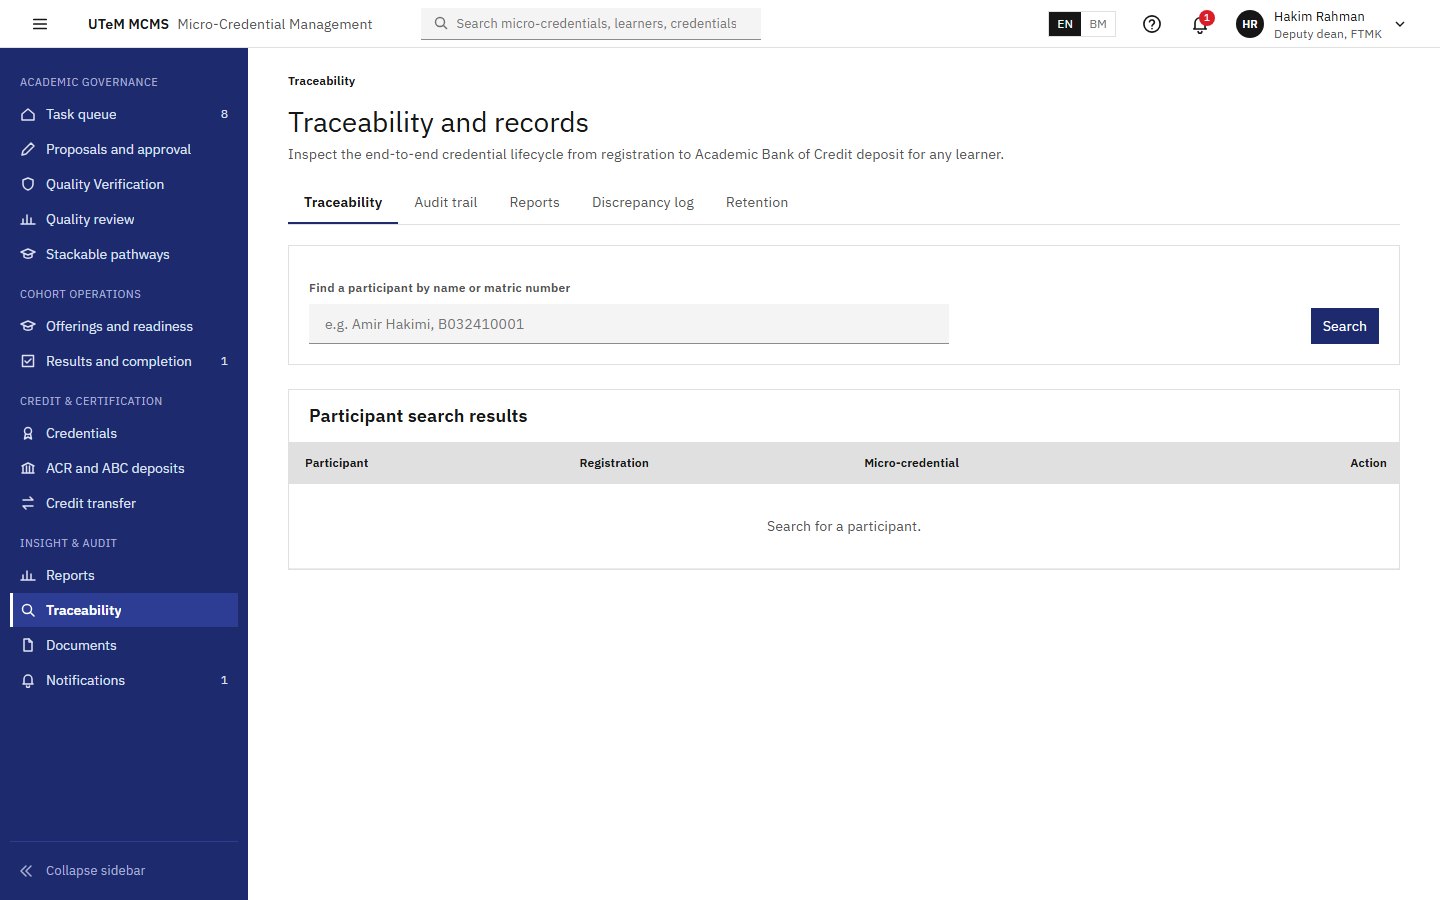 UTeM MCMS Micro-Credential Management
Search micro-credentials, learners, credentials
EN BM
1
HR
Hakim Rahman
Deputy dean, FTMK
ACADEMIC GOVERNANCE
Task queue 8
Proposals and approval
Quality Verification
Quality review
Stackable pathways
COHORT OPERATIONS
Offerings and readiness
Results and completion 1
CREDIT & CERTIFICATION
Credentials
ACR and ABC deposits
Credit transfer
INSIGHT & AUDIT
Reports
Traceability
Documents
Notifications 1
Collapse sidebar
Traceability
Traceability and records
Inspect the end-to-end credential lifecycle from registration to Academic Bank of Credit deposit for any learner.
Traceability Audit trail Reports Discrepancy log Retention
Find a participant by name or matric number
e.g. Amir Hakimi, B032410001
Search
Participant search results
Participant Registration Micro-credential Action
Search for a participant.